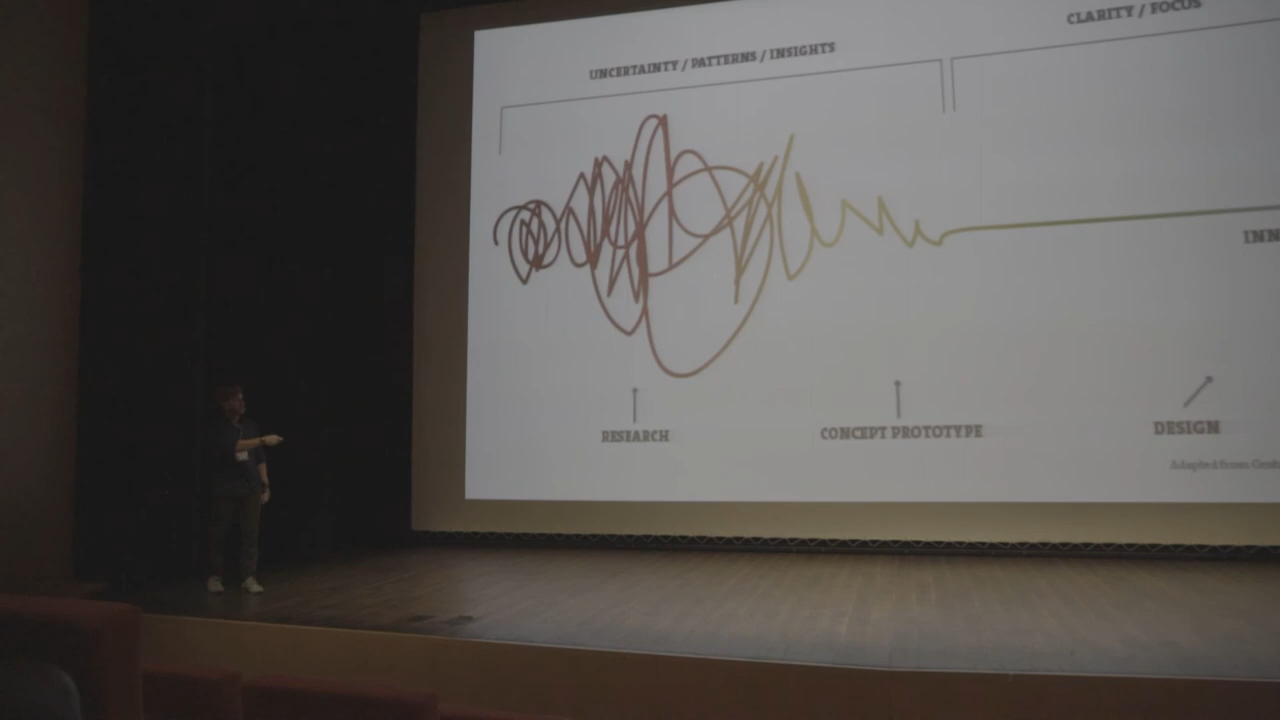 CLARITY / FOCUS
UNCERTAINTY / PATTERNS / INSIGHTS
INN
RESEARCH
CONCEPT PROTOTYPE
DESIGN
Adapted from